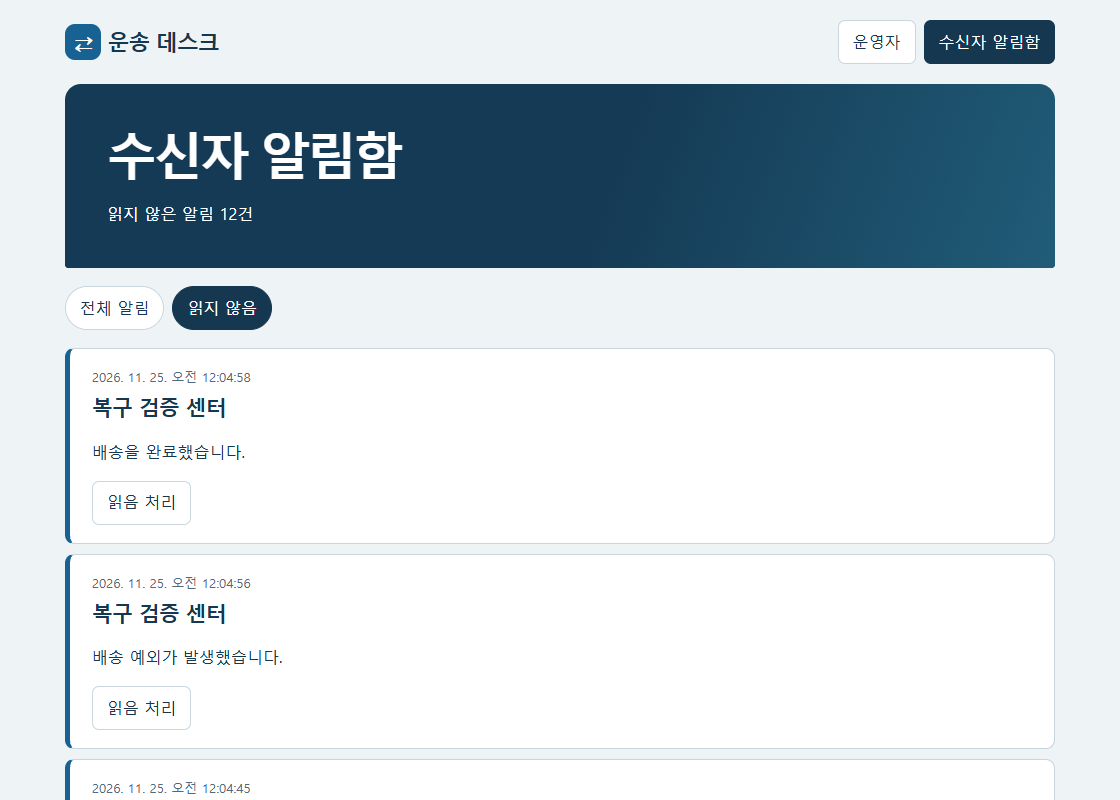 운송 데스크
운영자
수신자 알림함
수신자 알림함
읽지 않은 알림 12건
전체 알림
읽지 않음
2026. 11. 25. 오전 12:04:58
복구 검증 센터
배송을 완료했습니다.
읽음 처리
2026. 11. 25. 오전 12:04:56
복구 검증 센터
배송 예외가 발생했습니다.
읽음 처리
2026. 11. 25. 오전 12:04:45